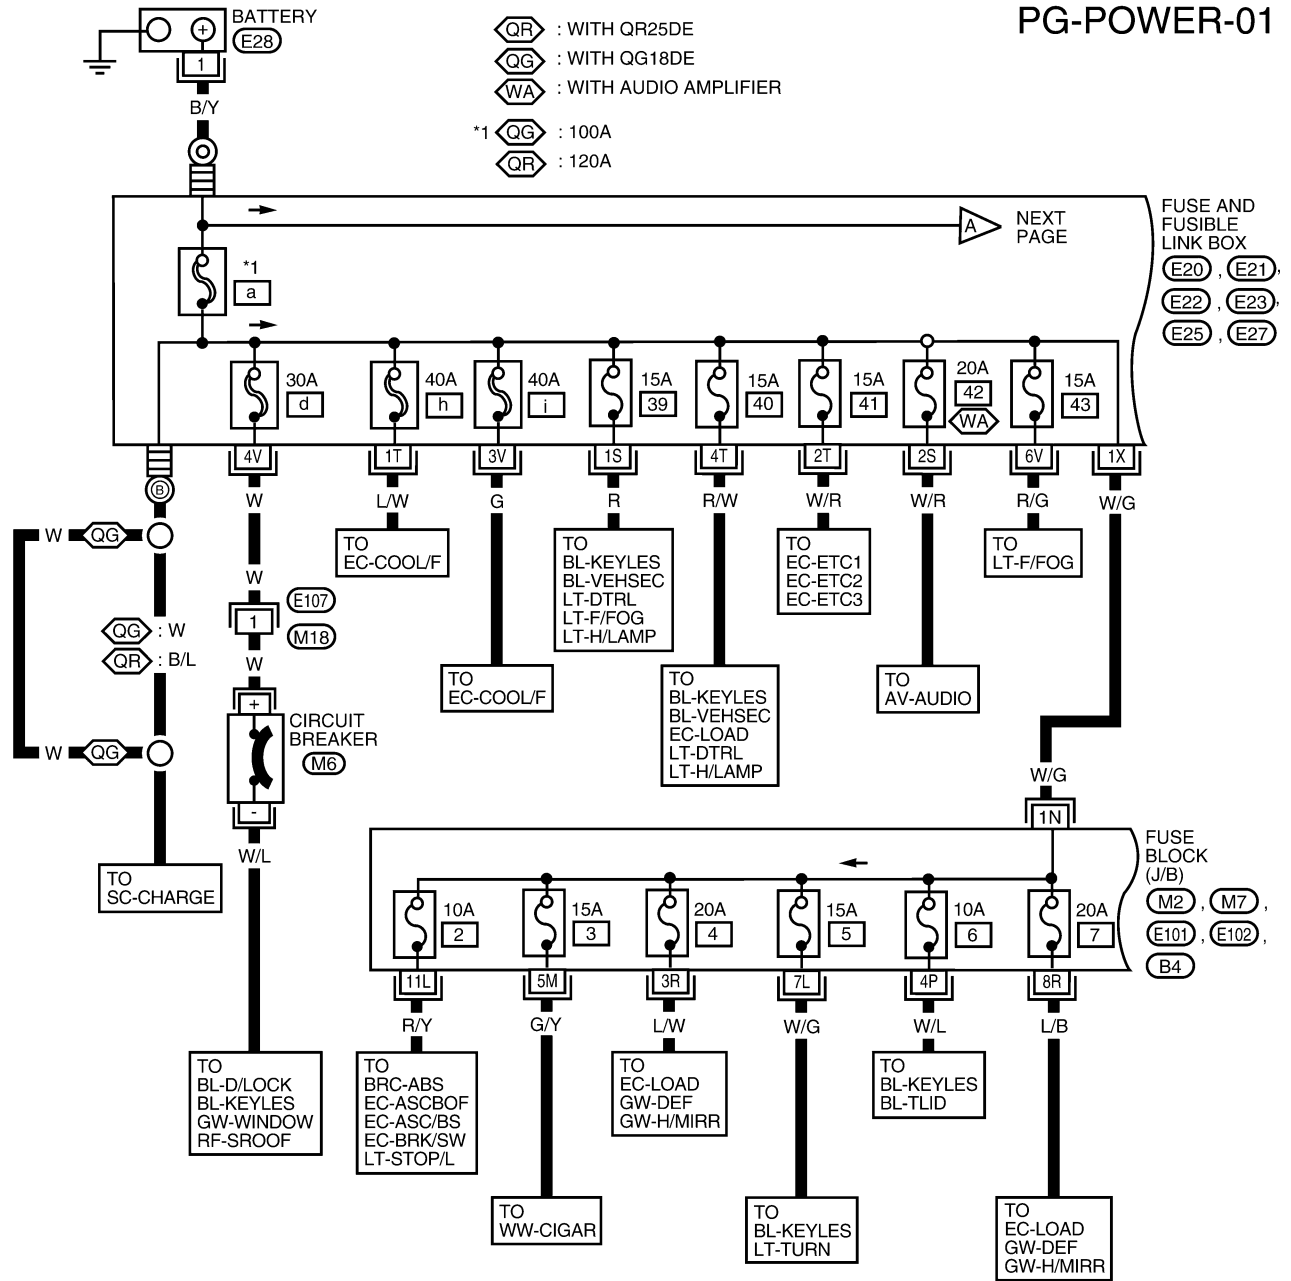 PG-POWER-01
BATTERY
E28
+
1
B/Y
QR : WITH QR25DE
QG : WITH QG18DE
WA : WITH AUDIO AMPLIFIER
*1 QG : 100A
QR : 120A
A
NEXT
PAGE
FUSE AND
FUSIBLE
LINK BOX
E20 , E21,
E22 , E23,
E25 , E27
*1
a
30A
d
40A
h
40A
i
15A
39
15A
40
15A
41
20A
42
WA
15A
43
4V
1T
3V
1S
4T
2T
2S
6V
1X
B
W
L/W
G
R
R/W
W/R
W/R
R/G
W/G
W QG
QG : W
QR : B/L
W QG
TO
SC-CHARGE
W
1
E107
M18
W
+
CIRCUIT
BREAKER
M6
-
W/L
TO
BL-D/LOCK
BL-KEYLES
GW-WINDOW
RF-SROOF
TO
EC-COOL/F
TO
EC-COOL/F
TO
BL-KEYLES
BL-VEHSEC
LT-DTRL
LT-F/FOG
LT-H/LAMP
TO
BL-KEYLES
BL-VEHSEC
EC-LOAD
LT-DTRL
LT-H/LAMP
TO
EC-ETC1
EC-ETC2
EC-ETC3
TO
AV-AUDIO
TO
LT-F/FOG
W/G
1N
FUSE
BLOCK
(J/B)
M2 , M7 ,
E101 , E102 ,
B4
10A
2
15A
3
20A
4
15A
5
10A
6
20A
7
11L
5M
3R
7L
4P
8R
R/Y
G/Y
L/W
W/G
W/L
L/B
TO
BRC-ABS
EC-ASCBOF
EC-ASC/BS
EC-BRK/SW
LT-STOP/L
TO
WW-CIGAR
TO
EC-LOAD
GW-DEF
GW-H/MIRR
TO
BL-KEYLES
LT-TURN
TO
BL-KEYLES
BL-TLID
TO
EC-LOAD
GW-DEF
GW-H/MIRR